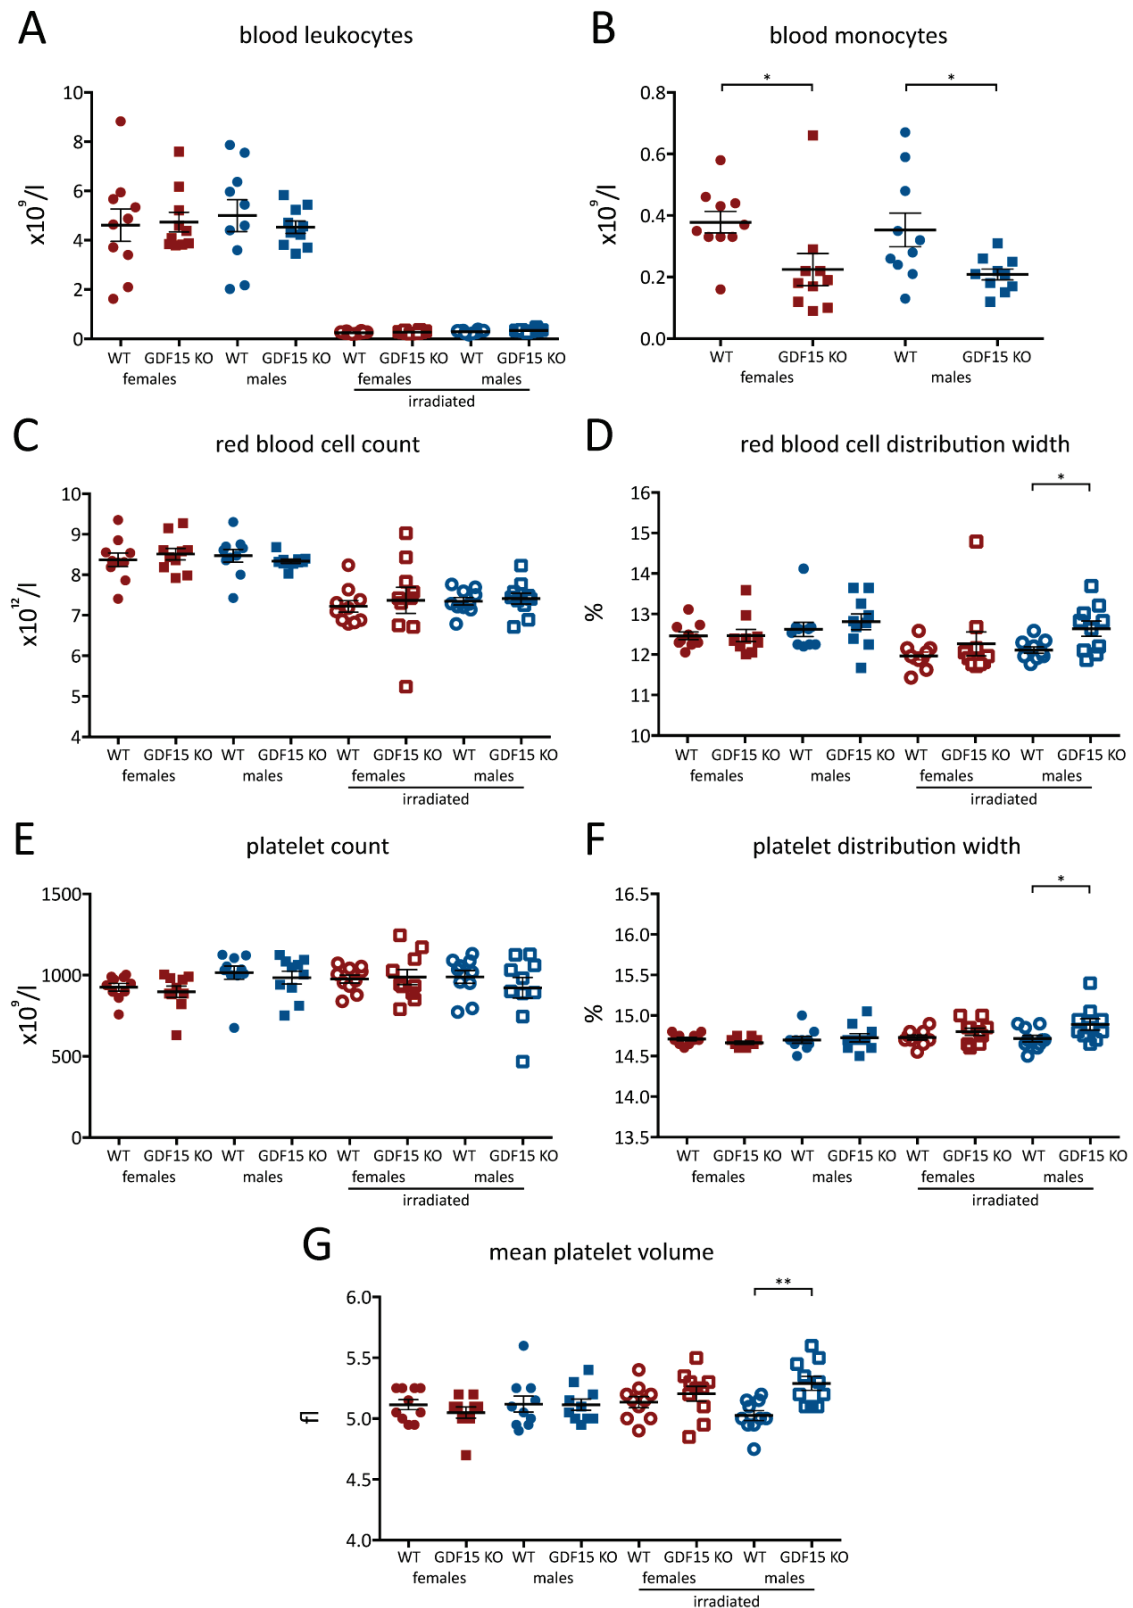 A
blood leukocytes
x10⁹/l
10
8
6
4
2
0
WT GDF15 KO WT GDF15 KO WT GDF15 KO WT GDF15 KO
females males females males
irradiated
B
blood monocytes
* *
x10⁹/l
0.8
0.6
0.4
0.2
0.0
WT GDF15 KO WT GDF15 KO
females males
C
red blood cell count
x10¹²/l
10
8
8
7
6
5
4
WT GDF15 KO WT GDF15 KO WT GDF15 KO WT GDF15 KO
females males females males
irradiated
D
red blood cell distribution width
*
%
16
15
14
13
12
11
10
WT GDF15 KO WT GDF15 KO WT GDF15 KO WT GDF15 KO
females males females males
irradiated
E
platelet count
x10⁹/l
1500
1000
500
0
WT GDF15 KO WT GDF15 KO WT GDF15 KO WT GDF15 KO
females males females males
irradiated
F
platelet distribution width
*
%
16.5
16.0
15.5
15.0
14.5
14.0
13.5
WT GDF15 KO WT GDF15 KO WT GDF15 KO WT GDF15 KO
females males females males
irradiated
G
mean platelet volume
**
fl
6.0
5.5
5.0
4.5
4.0
WT GDF15 KO WT GDF15 KO WT GDF15 KO WT GDF15 KO
females males females males
irradiated